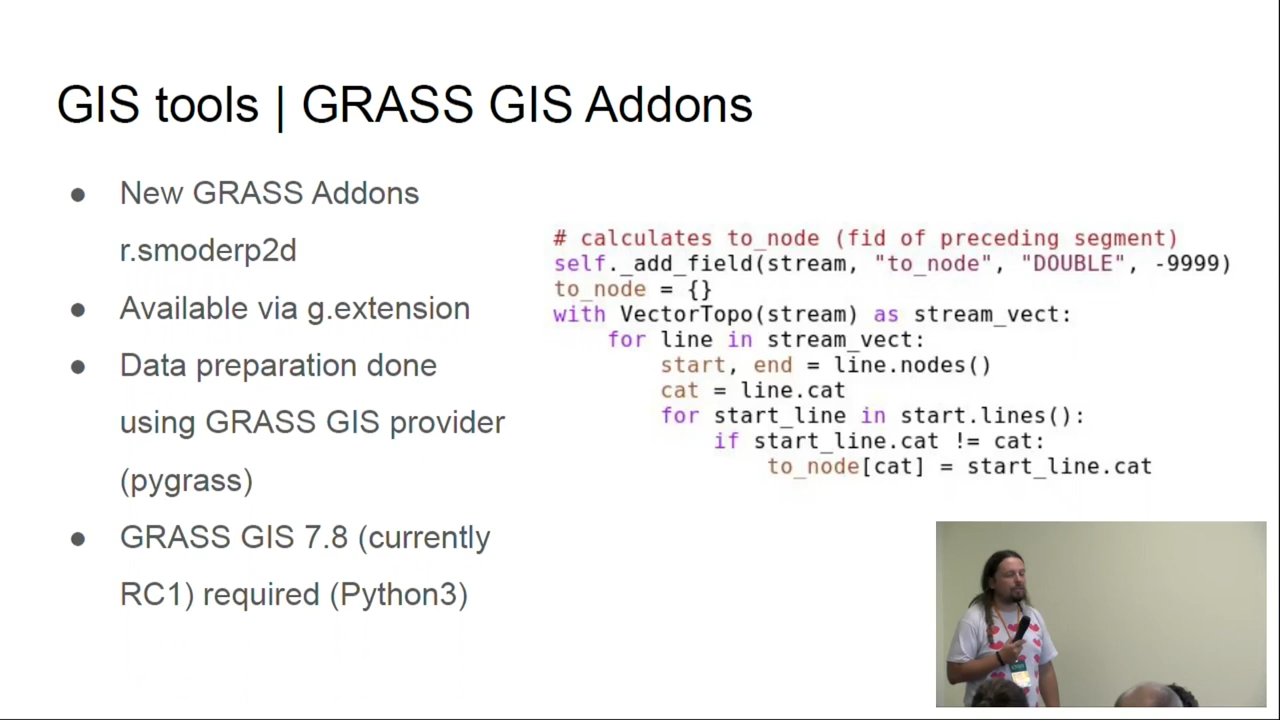 GIS tools | GRASS GIS Addons
● New GRASS Addons
r.smoderp2d
● Available via g.extension
● Data preparation done
using GRASS GIS provider
(pygrass)
● GRASS GIS 7.8 (currently
RC1) required (Python3)
# calculates to_node (fid of preceding segment)
self._add_field(stream, "to_node", "DOUBLE", -9999)
to_node = {}
with VectorTopo(stream) as stream_vect:
    for line in stream_vect:
        start, end = line.nodes()
        cat = line.cat
        for start_line in start.lines():
            if start_line.cat != cat:
                to_node[cat] = start_line.cat